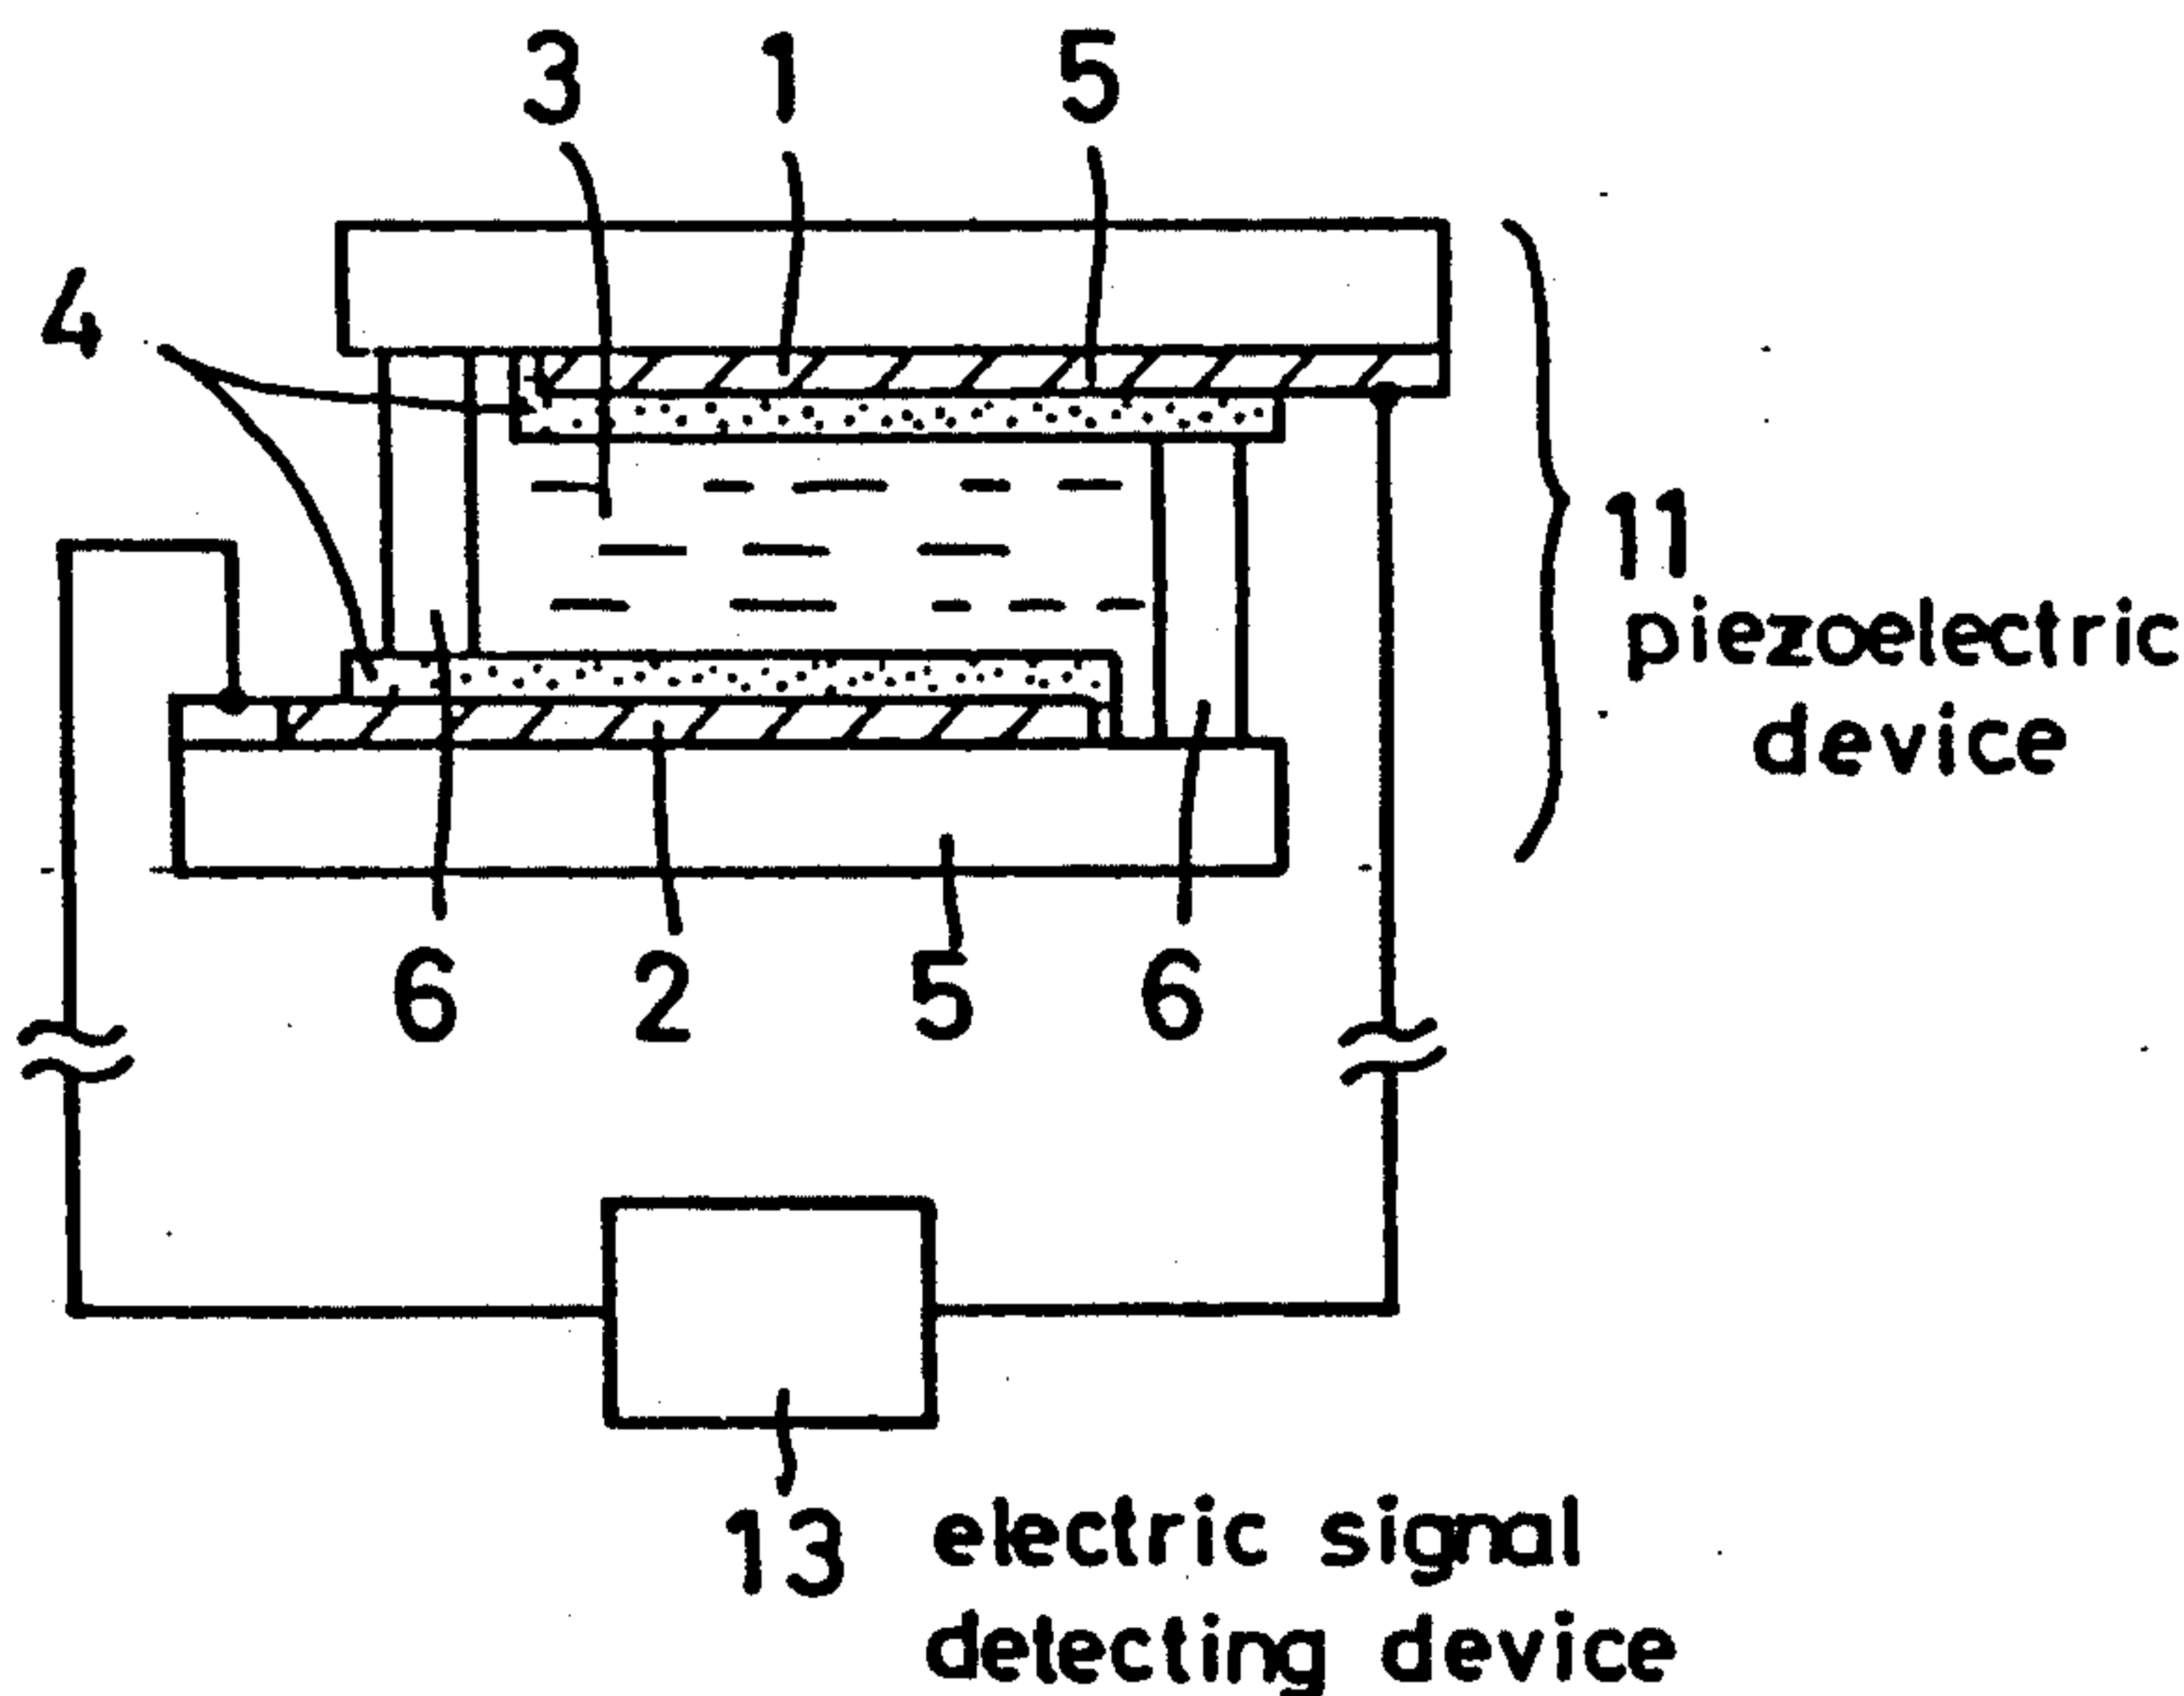 3 1 5
4
11
piezoelectric
device
6 2 5 6
13 electric signal
detecting device